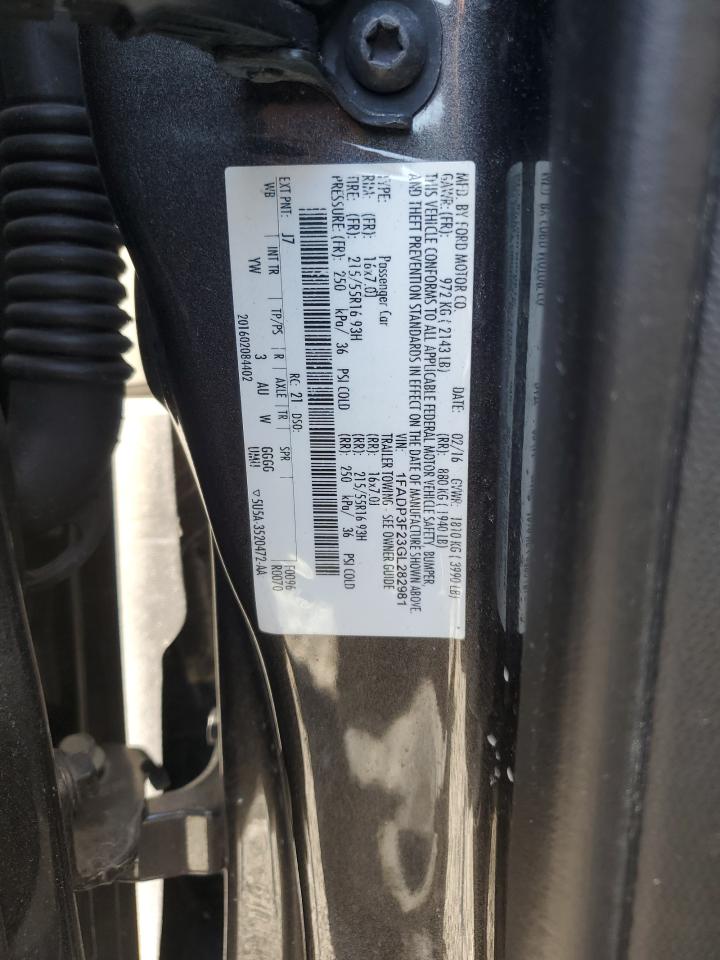 MFD. BY FORD MOTOR CO.
DATE: 02/16 GVWR: 1810 KG ( 3990 LB)
GAWR: (FR): 972 KG ( 2143 LB) (RR): 880 KG ( 1940 LB)
THIS VEHICLE CONFORMS TO ALL APPLICABLE FEDERAL MOTOR VEHICLE SAFETY, BUMPER,
AND THEFT PREVENTION STANDARDS IN EFFECT ON THE DATE OF MANUFACTURE SHOWN ABOVE.
VIN: 1FADP3F23GL282981
TYPE: Passenger Car TRAILER TOWING - SEE OWNER GUIDE
RIM: (FR): 16x7.0J (RR): 16x7.0J
TIRE: (FR): 215/55R16 93H (RR): 215/55R16 93H
PRESSURE: (FR): 250 kPa/ 36 PSI COLD (RR): 250 kPa/ 36 PSI COLD
F0096
EXT PNT: J7 RC: 21 DSO: R0070
WB INT TR TP/PS R AXLE TR SPR
YW 3 AU W GGGG
UMU ▽ 5U5A-3520472-AA
201602084402